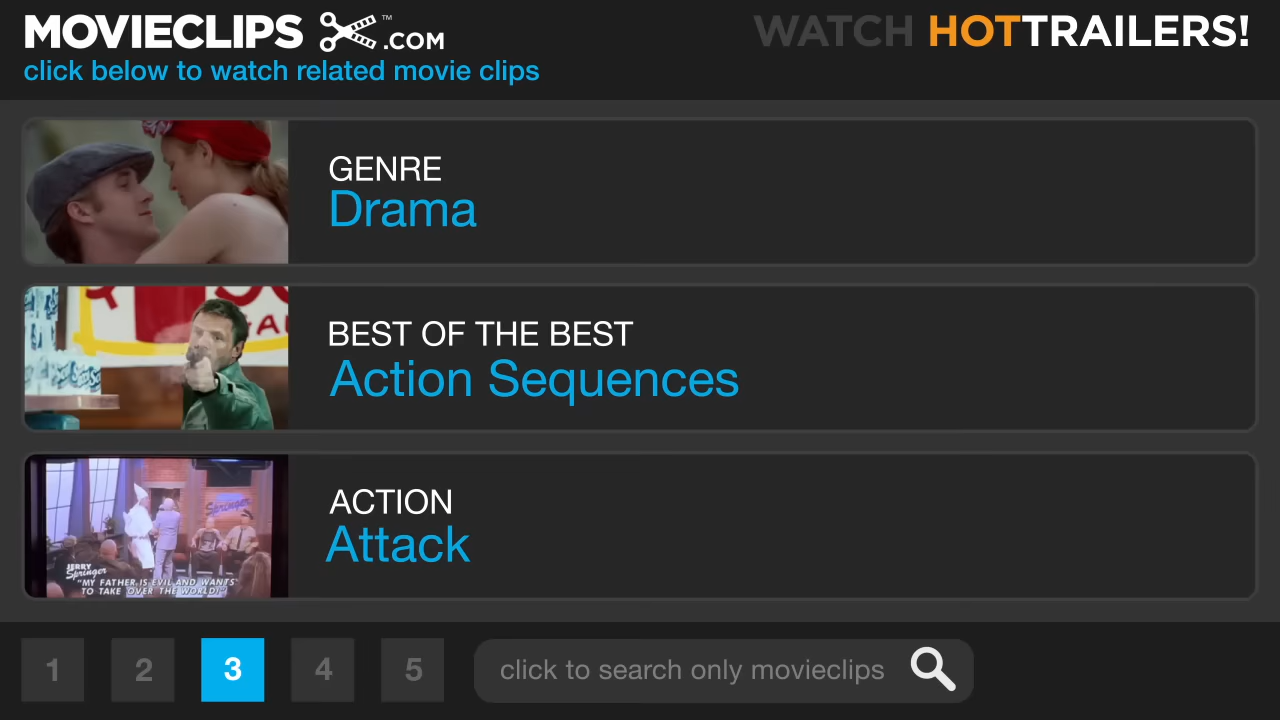 MOVIECLIPS .COM ™
WATCH HOTTRAILERS!
click below to watch related movie clips
GENRE
Drama
BEST OF THE BEST
Action Sequences
Springer
JERRY
Springer
"MY FATHER IS EVIL AND WANTS
TO TAKE OVER THE WORLD!"
ACTION
Attack
1 2 3 4 5
click to search only movieclips